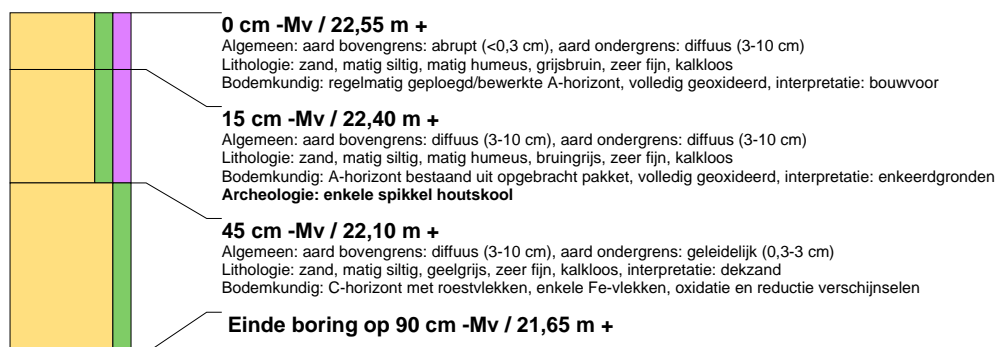 0 cm -Mv / 22,55 m +
Algemeen: aard bovengrens: abrupt (<0,3 cm), aard ondergrens: diffuus (3-10 cm)
Lithologie: zand, matig siltig, matig humeus, grijsbruin, zeer fijn, kalkloos
Bodemkundig: regelmatig geploegd/bewerkte A-horizont, volledig geoxideerd, interpretatie: bouwvoor
15 cm -Mv / 22,40 m +
Algemeen: aard bovengrens: diffuus (3-10 cm), aard ondergrens: diffuus (3-10 cm)
Lithologie: zand, matig siltig, matig humeus, bruingrijs, zeer fijn, kalkloos
Bodemkundig: A-horizont bestaand uit opgebracht pakket, volledig geoxideerd, interpretatie: enkeerdgronden
Archeologie: enkele spikkel houtskool
45 cm -Mv / 22,10 m +
Algemeen: aard bovengrens: diffuus (3-10 cm), aard ondergrens: geleidelijk (0,3-3 cm)
Lithologie: zand, matig siltig, geelgrijs, zeer fijn, kalkloos, interpretatie: dekzand
Bodemkundig: C-horizont met roestvlekken, enkele Fe-vlekken, oxidatie en reductie verschijnselen
Einde boring op 90 cm -Mv / 21,65 m +